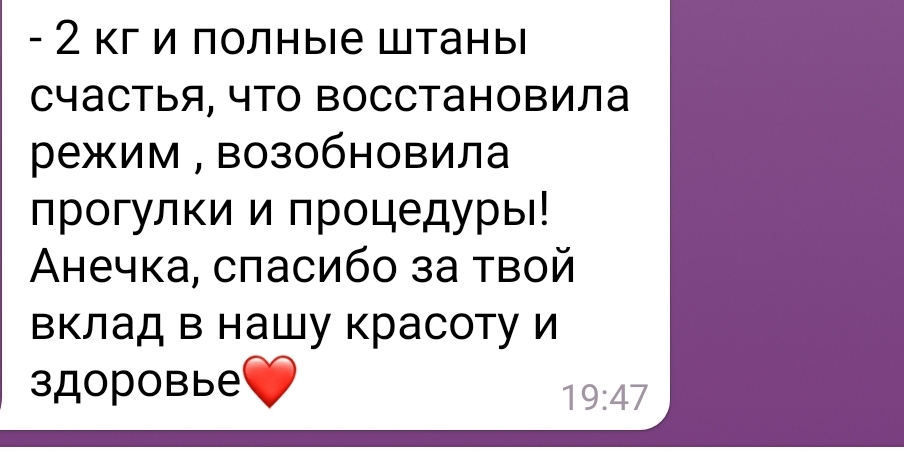 - 2 кг и полные штаны
счастья, что восстановила
режим , возобновила
прогулки и процедуры!
Анечка, спасибо за твой
вклад в нашу красоту и
здоровье❤️
19:47